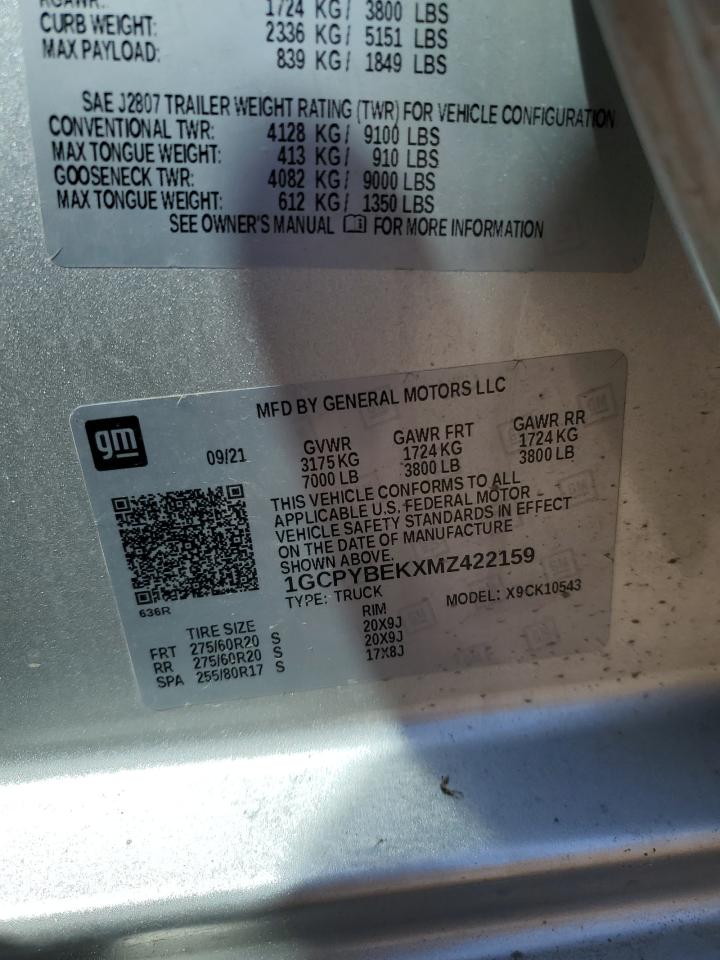 1724 KG/ 3800 LBS
CURB WEIGHT: 2336 KG/ 5151 LBS
MAX PAYLOAD: 839 KG/ 1849 LBS
SAE J2807 TRAILER WEIGHT RATING (TWR) FOR VEHICLE CONFIGURATION
CONVENTIONAL TWR: 4128 KG/ 9100 LBS
MAX TONGUE WEIGHT: 413 KG/ 910 LBS
GOOSENECK TWR: 4082 KG/ 9000 LBS
MAX TONGUE WEIGHT: 612 KG/ 1350 LBS
SEE OWNER'S MANUAL FOR MORE INFORMATION
MFD BY GENERAL MOTORS LLC
gm
09/21 GVWR GAWR FRT GAWR RR
3175 KG 1724 KG 1724 KG
7000 LB 3800 LB 3800 LB
THIS VEHICLE CONFORMS TO ALL
APPLICABLE U.S. FEDERAL MOTOR
VEHICLE SAFETY STANDARDS IN EFFECT
ON THE DATE OF MANUFACTURE
SHOWN ABOVE.
1GCPYBEKXMZ422159
TYPE: TRUCK MODEL: X9CK10543
636R
TIRE SIZE RIM
FRT 275/60R20 S 20X9J
RR 275/60R20 S 20X9J
SPA 255/80R17 S 17X8J